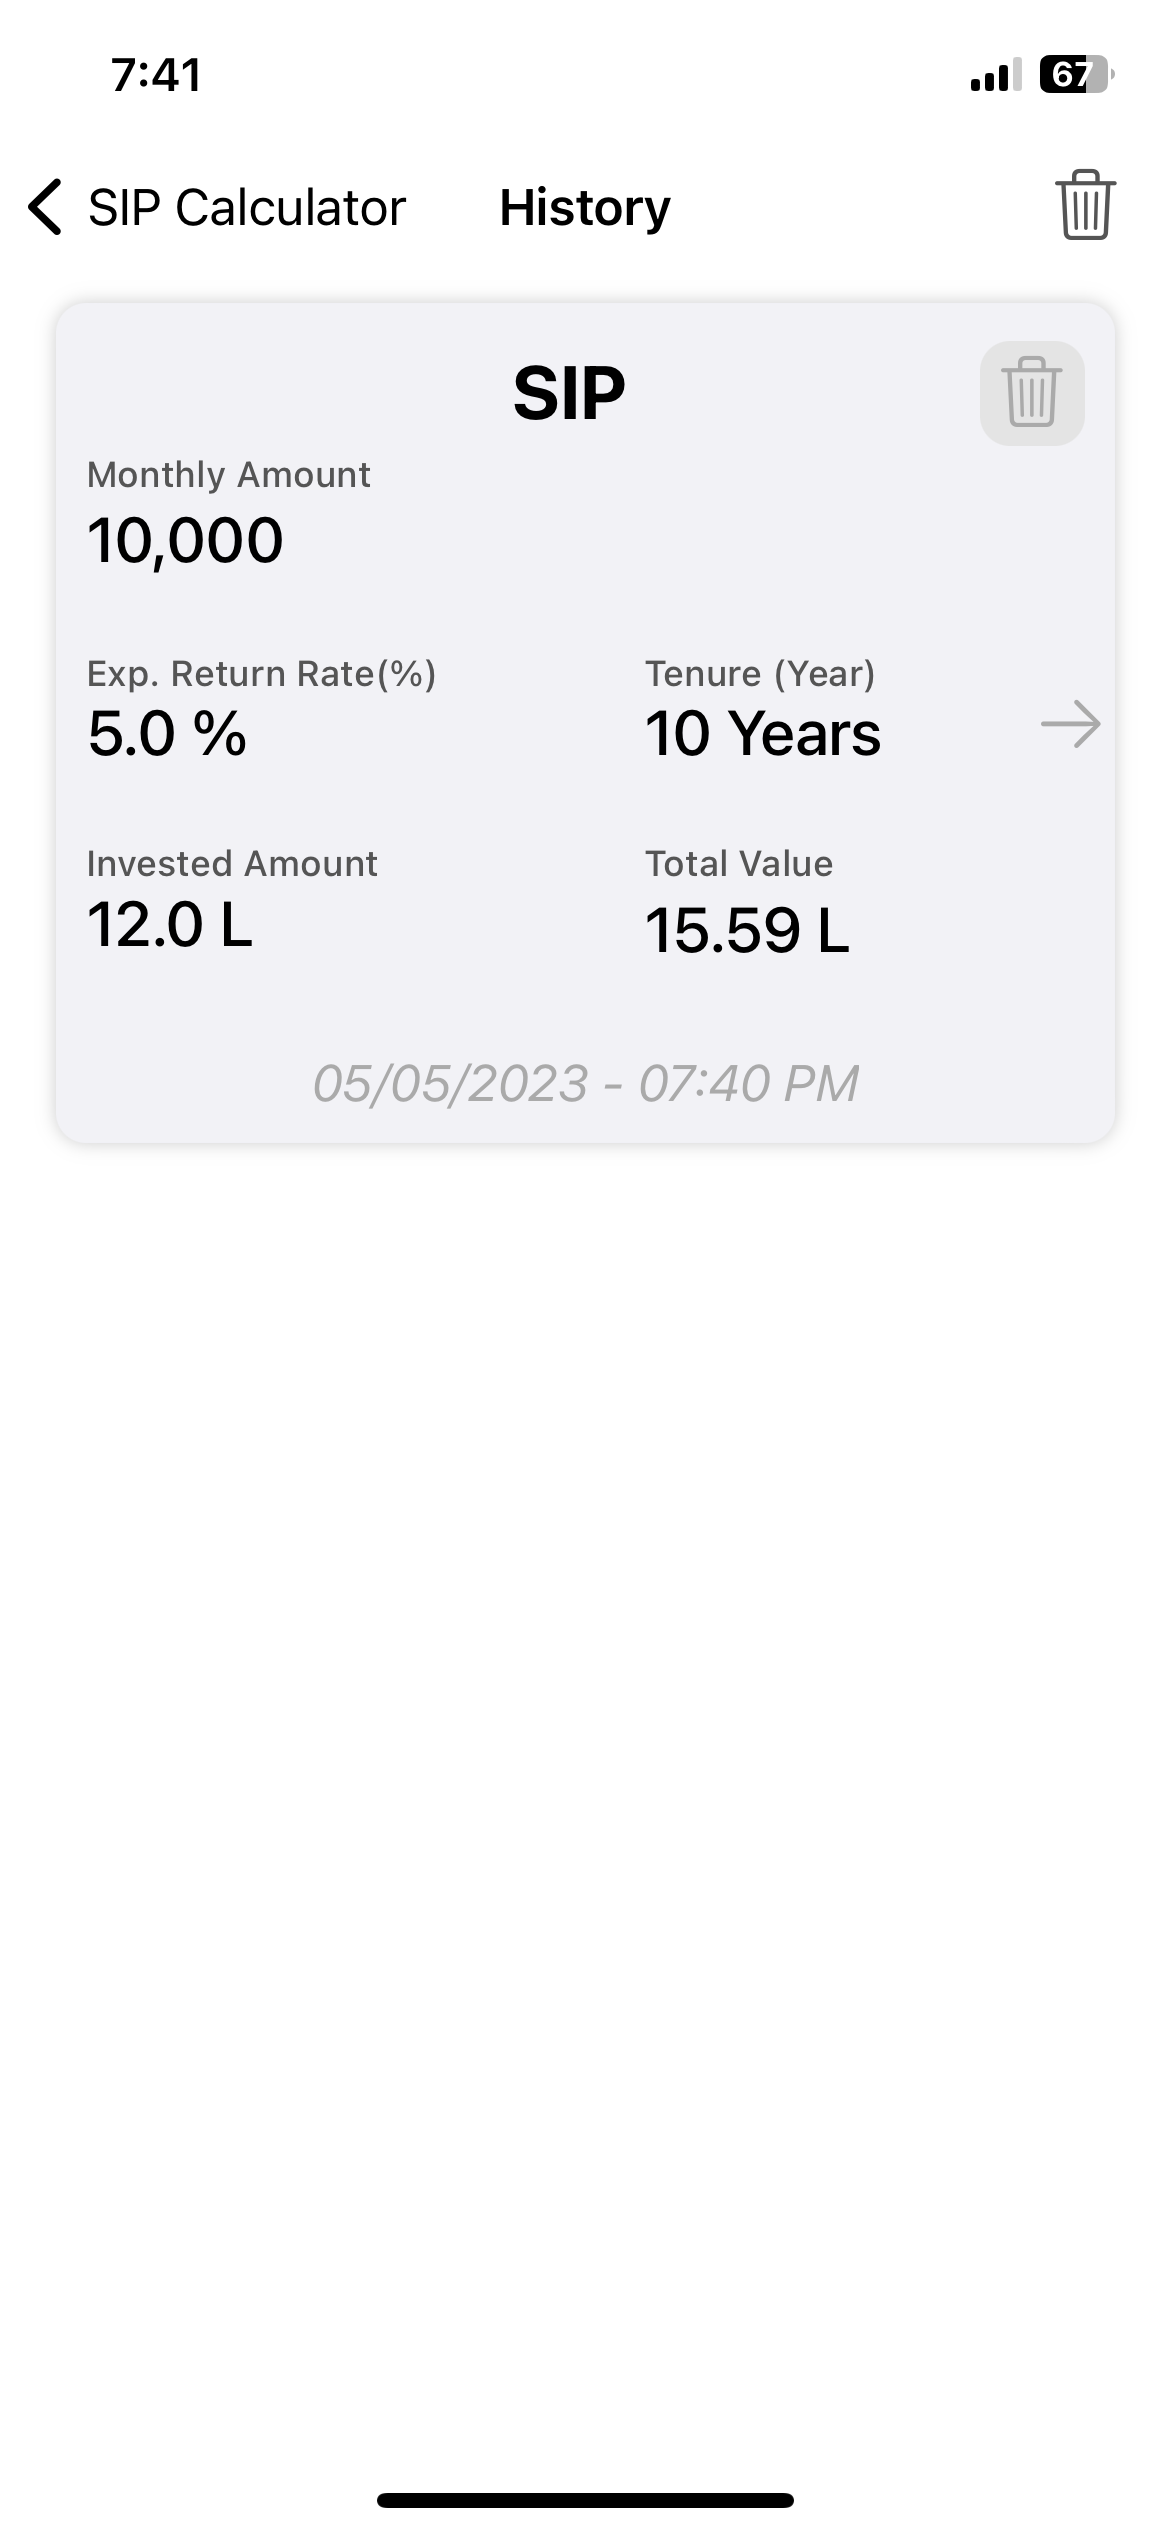 7:41
67
SIP Calculator History
SIP
Monthly Amount
10,000
Exp. Return Rate(%) Tenure (Year)
5.0 % 10 Years
Invested Amount Total Value
12.0 L 15.59 L
05/05/2023 - 07:40 PM